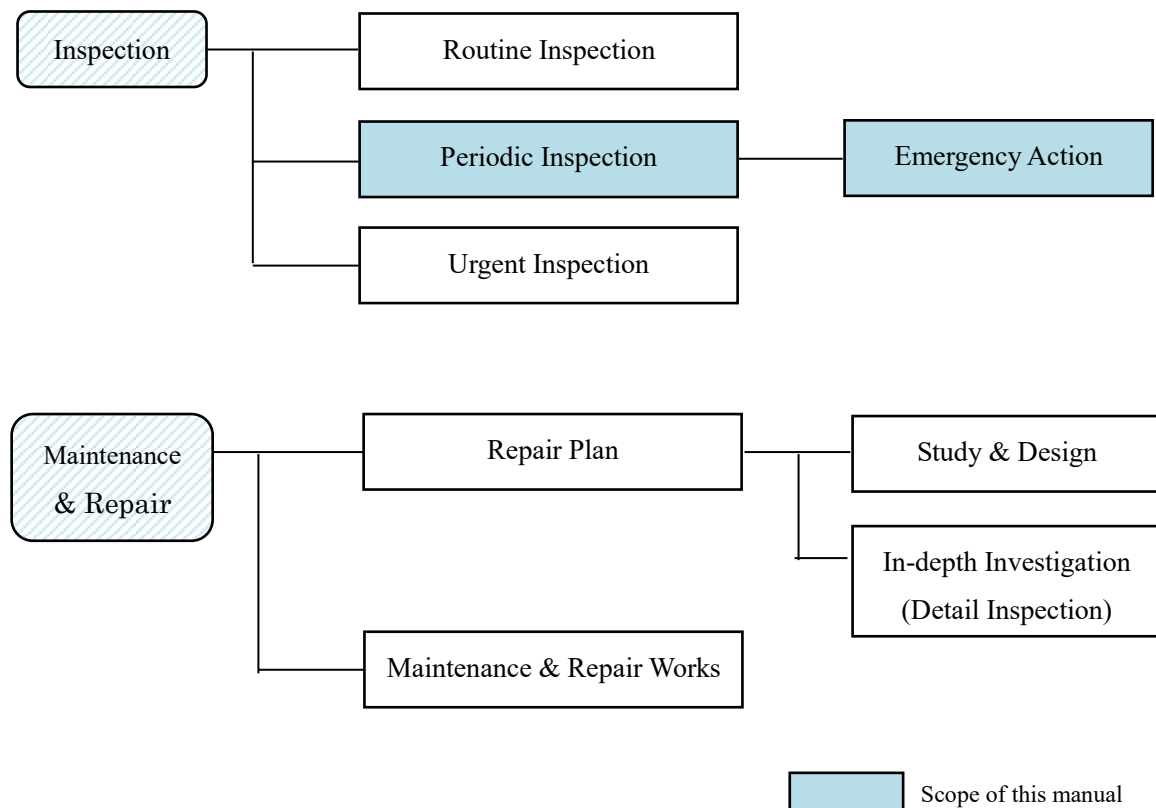 Inspection
Routine Inspection
Periodic Inspection
Emergency Action
Urgent Inspection
Maintenance
& Repair
Repair Plan
Study & Design
In-depth Investigation
(Detail Inspection)
Maintenance & Repair Works
Scope of this manual